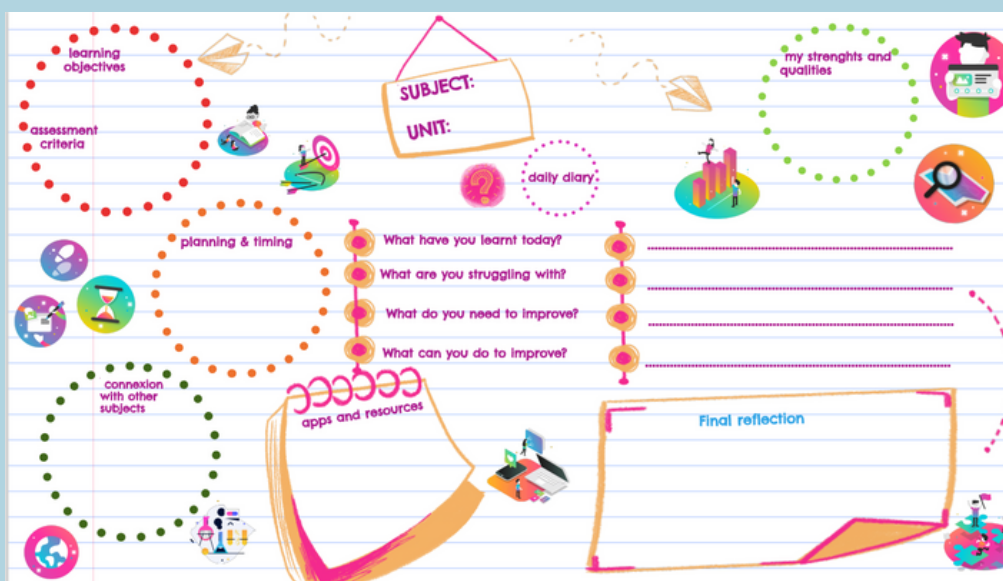 learning
objectives
assessment
criteria
SUBJECT:
UNIT:
my strenghts and
qualities
daily diary
planning & timing
What have you learnt today?
What are you struggling with?
What do you need to improve?
What can you do to improve?
connexion
with other
subjects
apps and resources
Final reflection